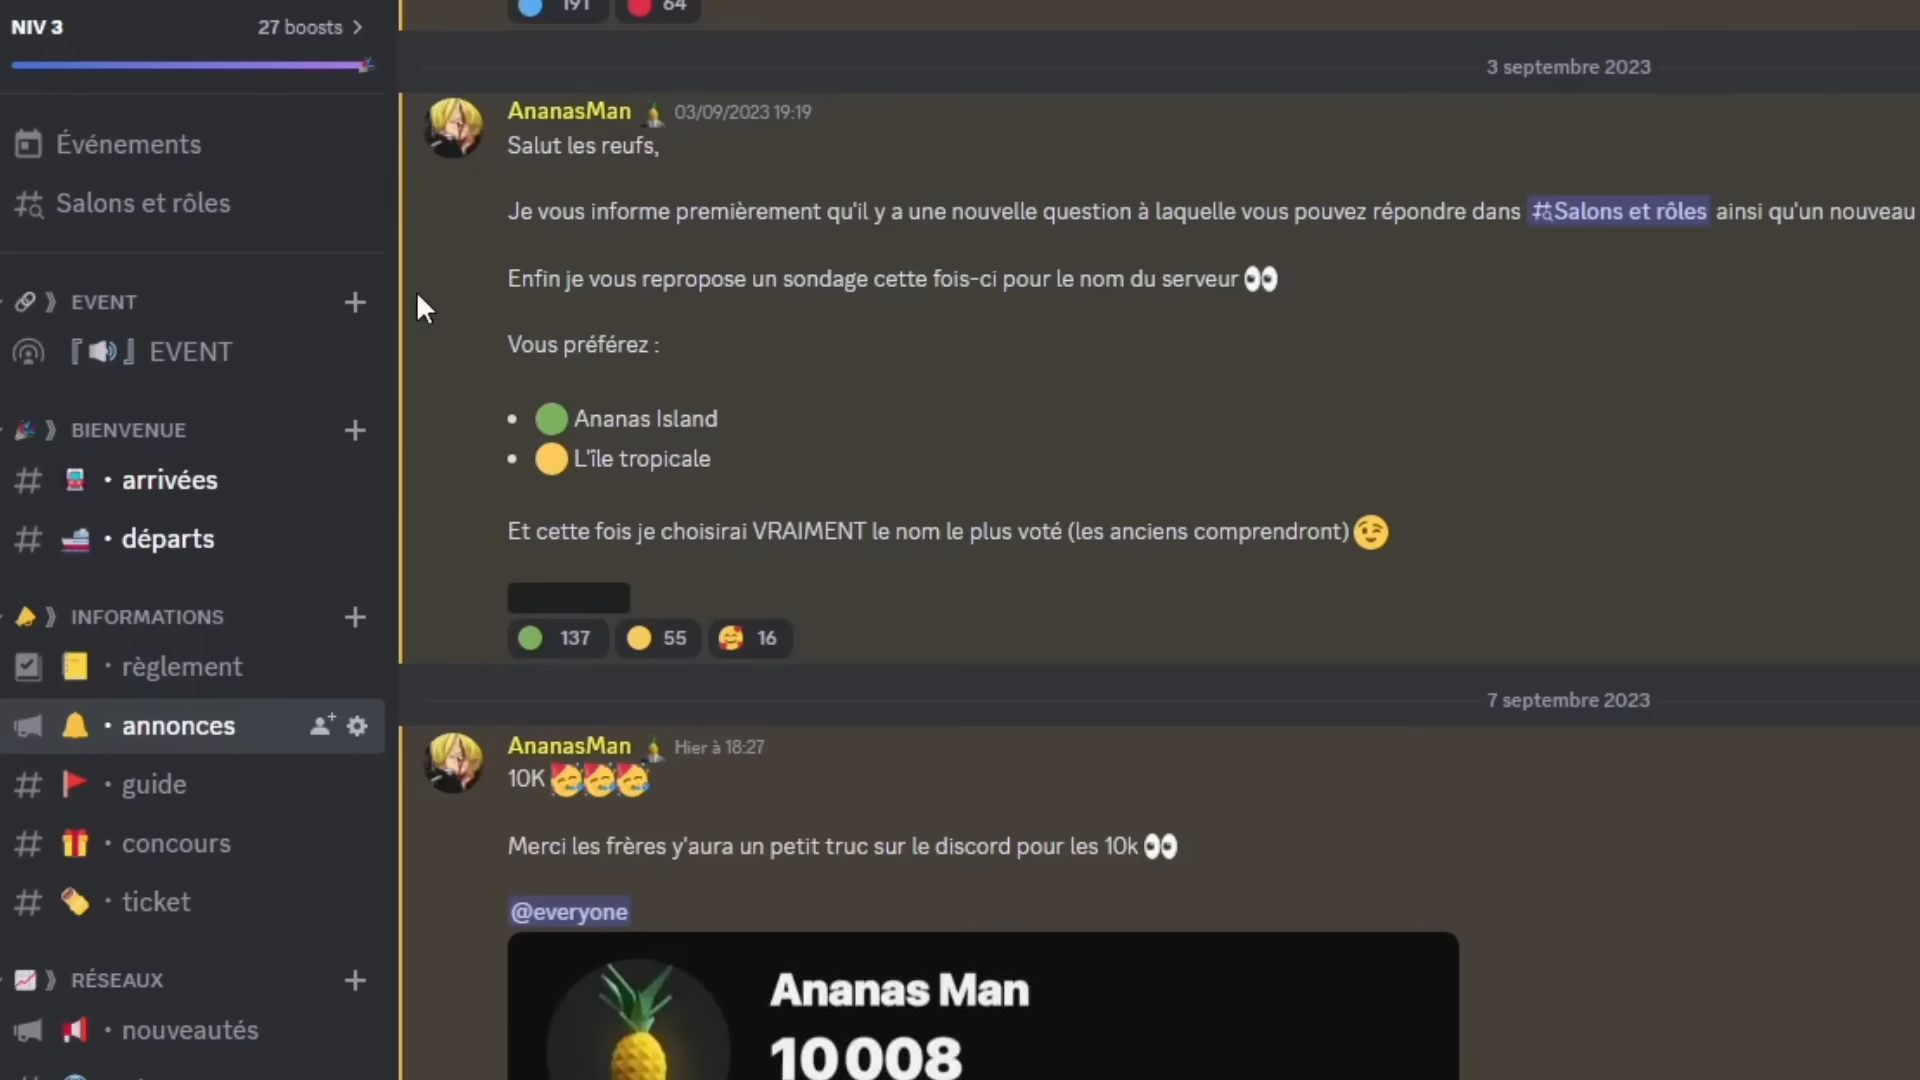 NIV 3
27 boosts
Événements
Salons et rôles
EVENT
EVENT
BIENVENUE
arrivées
départs
INFORMATIONS
règlement
annonces
guide
concours
ticket
RÉSEAUX
nouveautés
191 64
3 septembre 2023
AnanasMan 03/09/2023 19:19
Salut les reufs,
Je vous informe premièrement qu'il y a une nouvelle question à laquelle vous pouvez répondre dans Salons et rôles ainsi qu'un nouveau
Enfin je vous repropose un sondage cette fois-ci pour le nom du serveur 👀
Vous préférez :
• 🟢 Ananas Island
• 🟡 L'île tropicale
Et cette fois je choisirai VRAIMENT le nom le plus voté (les anciens comprendront) 😉
137 55 16
7 septembre 2023
AnanasMan Hier à 18:27
10K 🥳🥳🥳
Merci les frères y'aura un petit truc sur le discord pour les 10k 👀
@everyone
Ananas Man
10 008